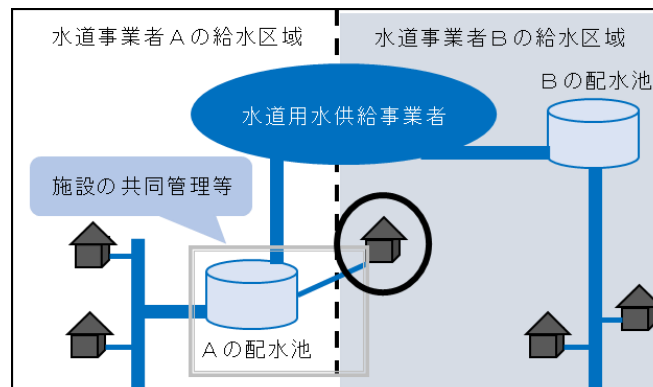 水道事業者Aの給水区域
水道事業者Bの給水区域
Bの配水池
水道用水供給事業者
施設の共同管理等
Aの配水池